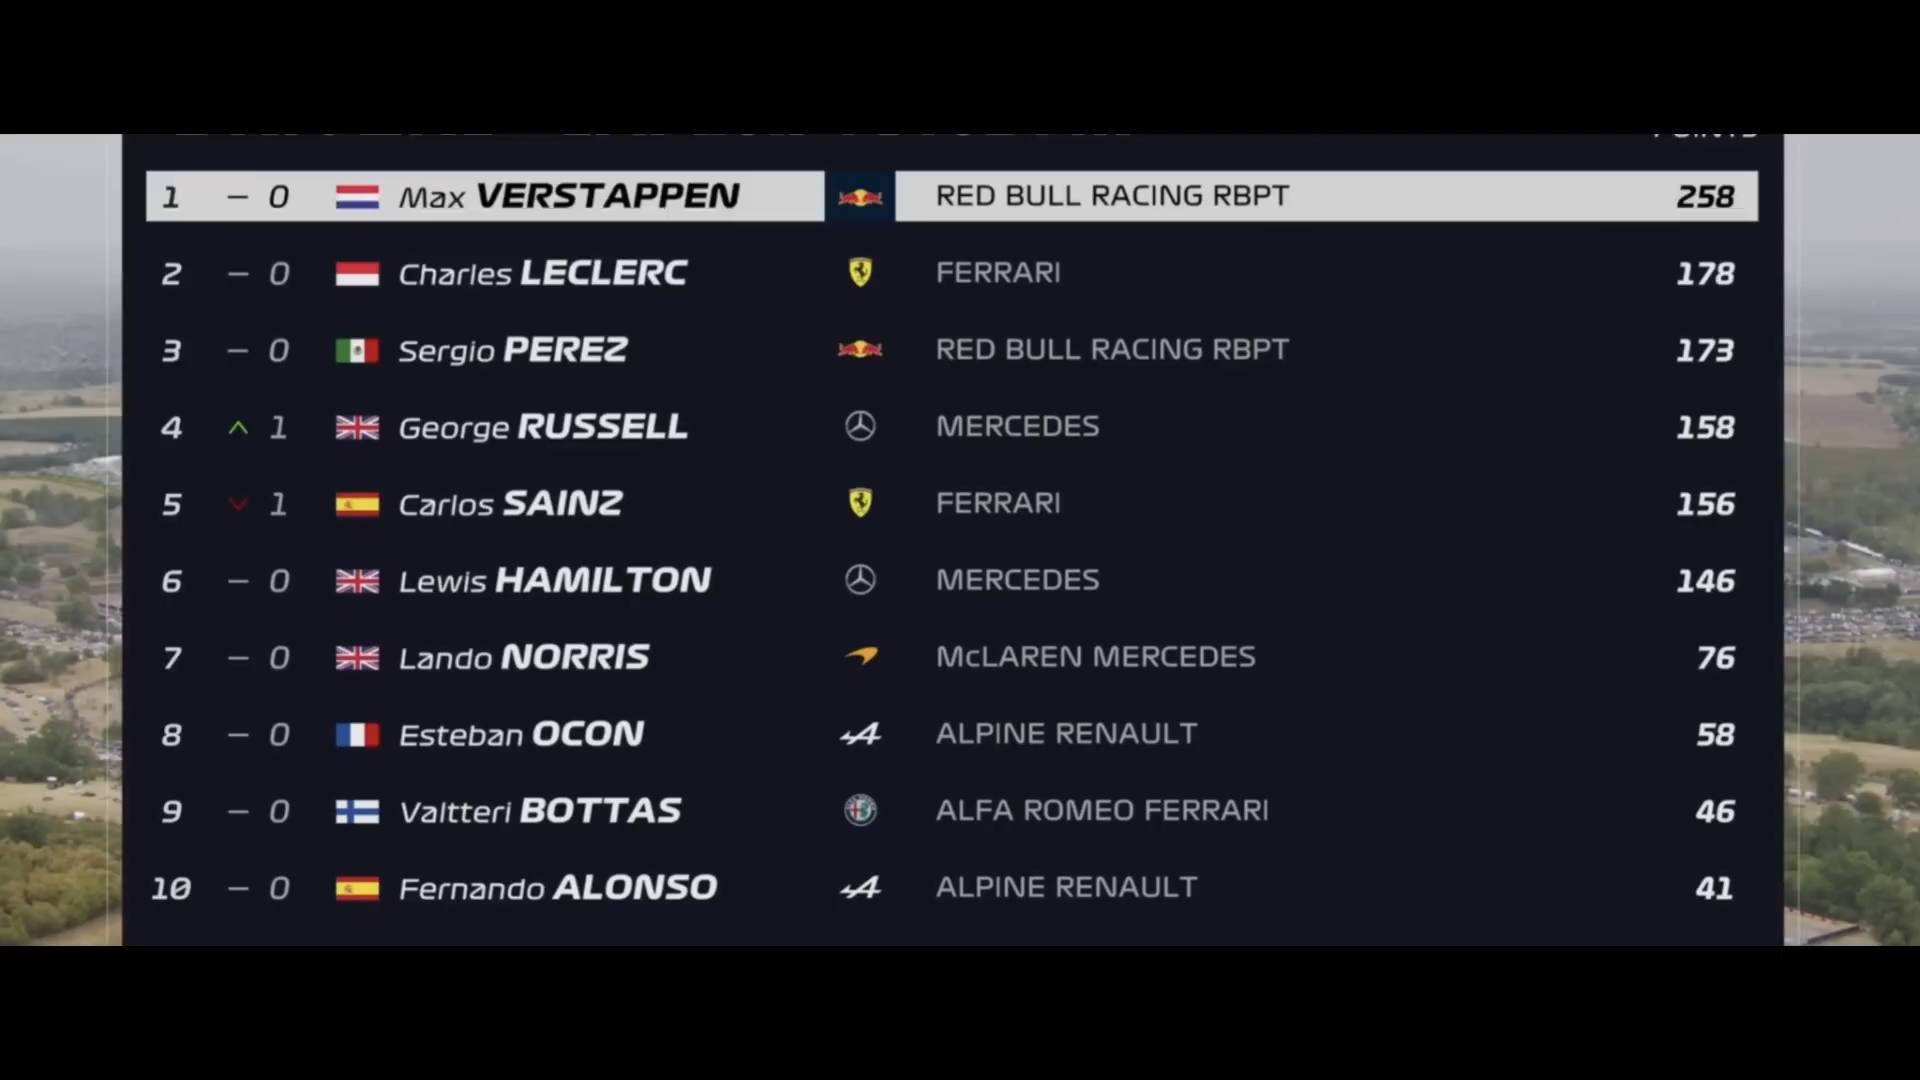 POINTS
1 – 0 Max VERSTAPPEN RED BULL RACING RBPT 258
2 – 0 Charles LECLERC FERRARI 178
3 – 0 Sergio PEREZ RED BULL RACING RBPT 173
4 1 George RUSSELL MERCEDES 158
5 1 Carlos SAINZ FERRARI 156
6 – 0 Lewis HAMILTON MERCEDES 146
7 – 0 Lando NORRIS McLAREN MERCEDES 76
8 – 0 Esteban OCON ALPINE RENAULT 58
9 – 0 Valtteri BOTTAS ALFA ROMEO FERRARI 46
10 – 0 Fernando ALONSO ALPINE RENAULT 41